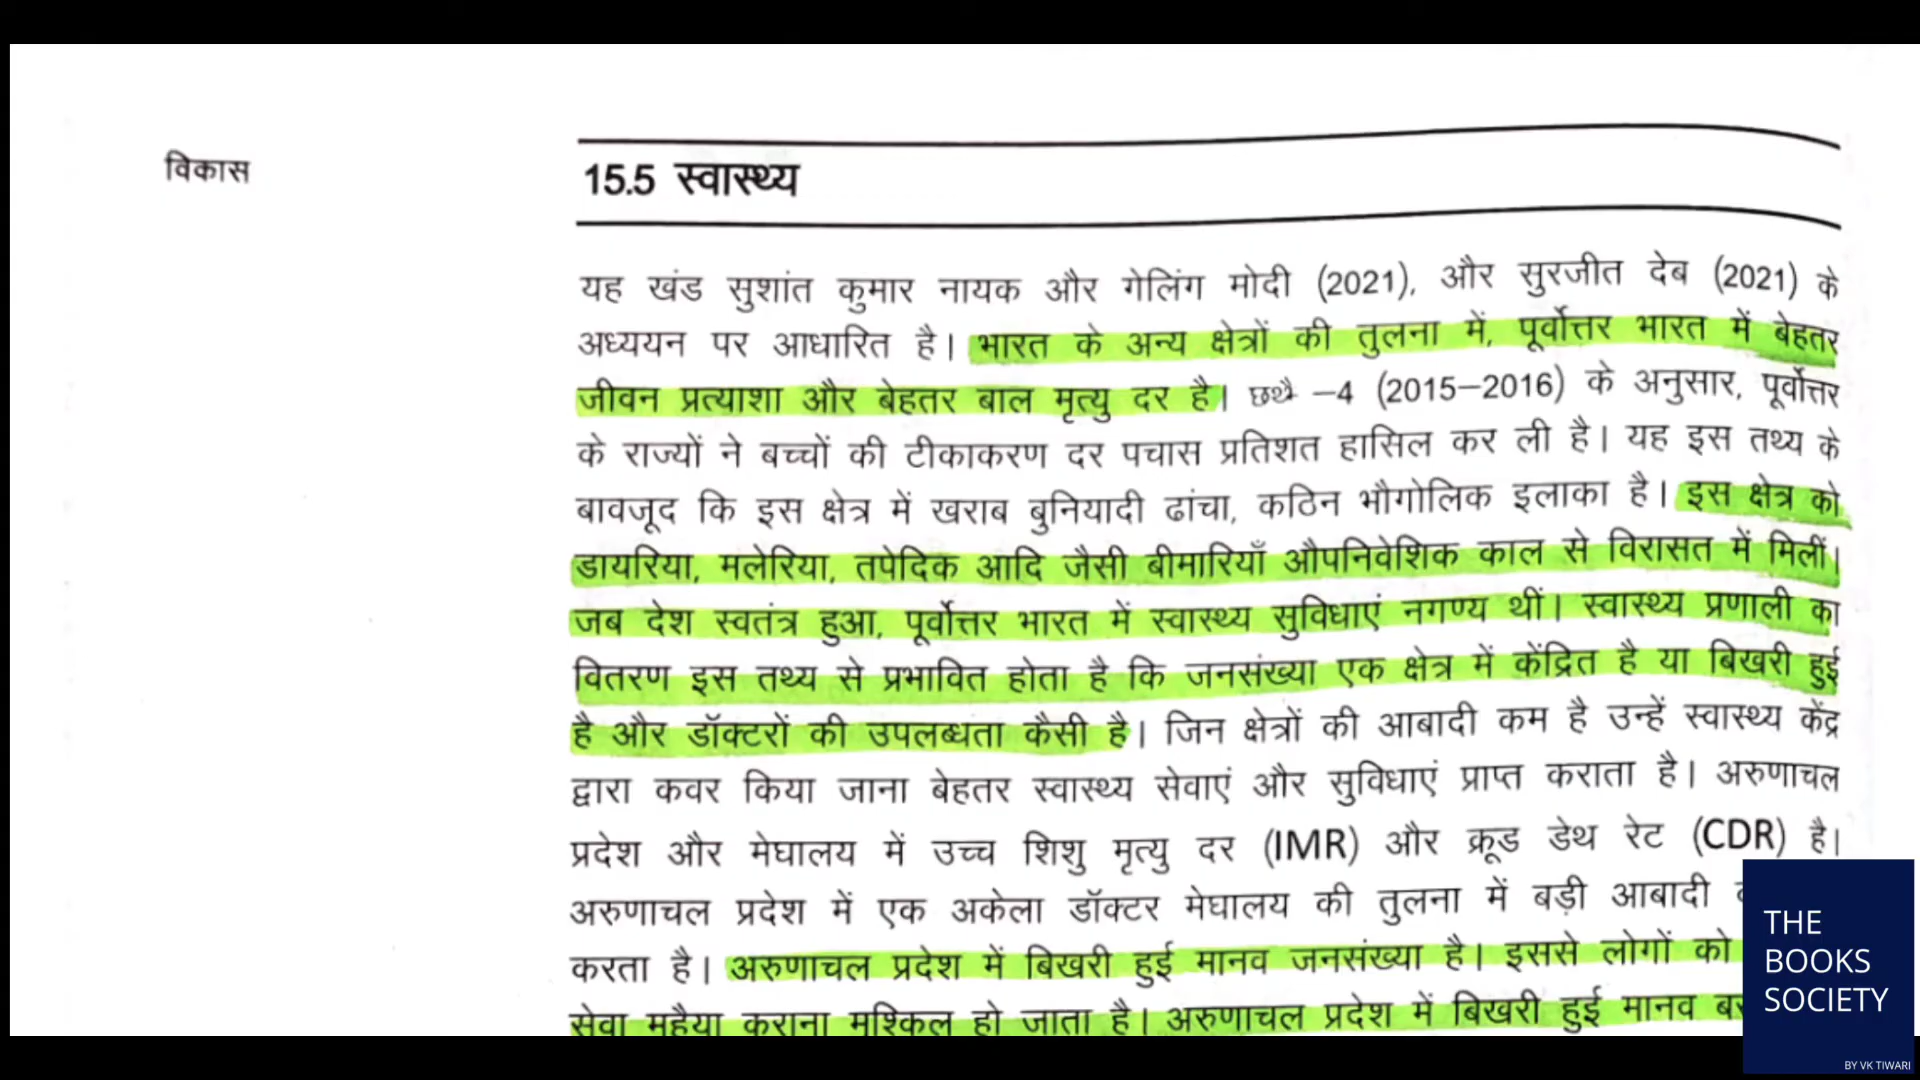 विकास
15.5 स्वास्थ्य
यह खंड सुशांत कुमार नायक और गेलिंग मोदी (2021), और सुरजीत देब (2021) के
अध्ययन पर आधारित है। भारत के अन्य क्षेत्रों की तुलना में, पूर्वोत्तर भारत में बेहतर
जीवन प्रत्याशा और बेहतर बाल मृत्यु दर है। –4 (2015–2016) के अनुसार, पूर्वोत्तर
के राज्यों ने बच्चों की टीकाकरण दर पचास प्रतिशत हासिल कर ली है। यह इस तथ्य के
बावजूद कि इस क्षेत्र में खराब बुनियादी ढांचा, कठिन भौगोलिक इलाका है। इस क्षेत्र को
डायरिया, मलेरिया, तपेदिक आदि जैसी बीमारियाँ औपनिवेशिक काल से विरासत में मिलीं।
जब देश स्वतंत्र हुआ, पूर्वोत्तर भारत में स्वास्थ्य सुविधाएं नगण्य थीं। स्वास्थ्य प्रणाली का
वितरण इस तथ्य से प्रभावित होता है कि जनसंख्या एक क्षेत्र में केंद्रित है या बिखरी हुई
है और डॉक्टरों की उपलब्धता कैसी है। जिन क्षेत्रों की आबादी कम है उन्हें स्वास्थ्य केंद्र
द्वारा कवर किया जाना बेहतर स्वास्थ्य सेवाएं और सुविधाएं प्राप्त कराता है। अरुणाचल
प्रदेश और मेघालय में उच्च शिशु मृत्यु दर (IMR) और क्रूड डेथ रेट (CDR) है।
अरुणाचल प्रदेश में एक अकेला डॉक्टर मेघालय की तुलना में बड़ी आबादी
करता है। अरुणाचल प्रदेश में बिखरी हुई मानव जनसंख्या है। इससे लोगों को
सेवा मुहैया कराना मुश्किल हो जाता है। अरुणाचल प्रदेश में बिखरी हुई मानव
THE
BOOKS
SOCIETY
BY VK TIWARI